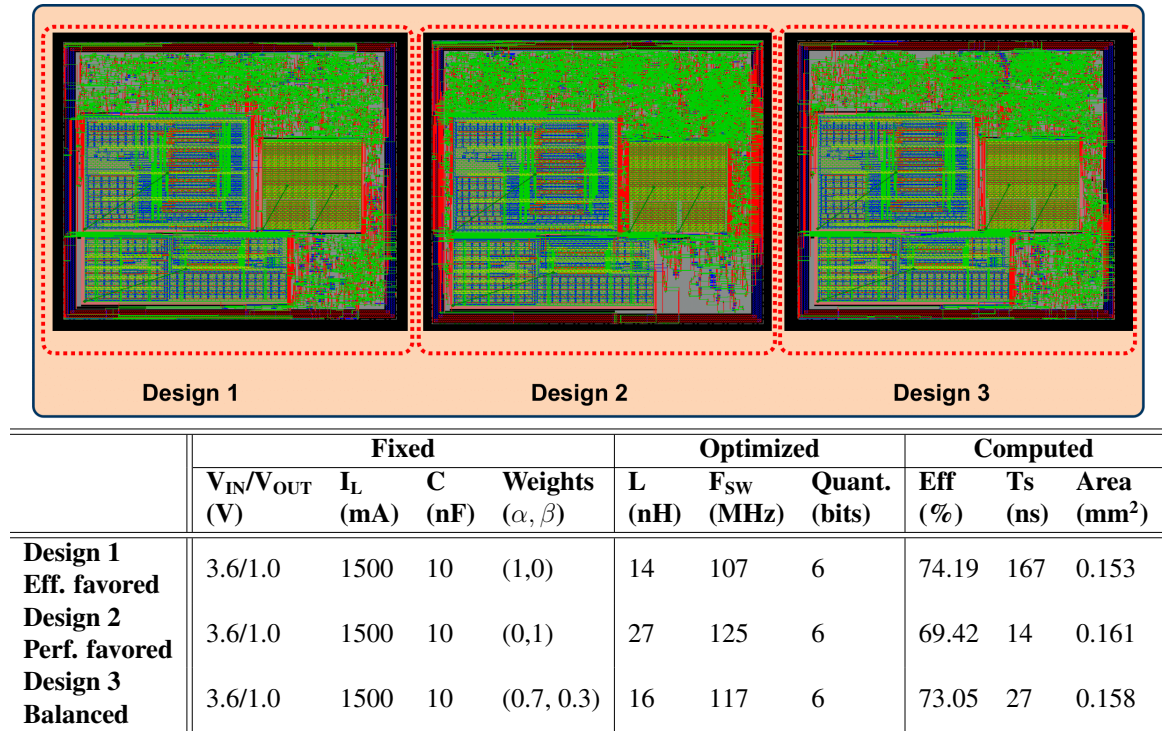 Design 1 Design 2 Design 3
Fixed Optimized Computed
V_IN/V_OUT I_L C Weights L F_SW Quant. Eff Ts Area
(V) (mA) (nF) (α, β) (nH) (MHz) (bits) (%) (ns) (mm²)
Design 1
Eff. favored 3.6/1.0 1500 10 (1,0) 14 107 6 74.19 167 0.153
Design 2
Perf. favored 3.6/1.0 1500 10 (0,1) 27 125 6 69.42 14 0.161
Design 3
Balanced 3.6/1.0 1500 10 (0.7, 0.3) 16 117 6 73.05 27 0.158